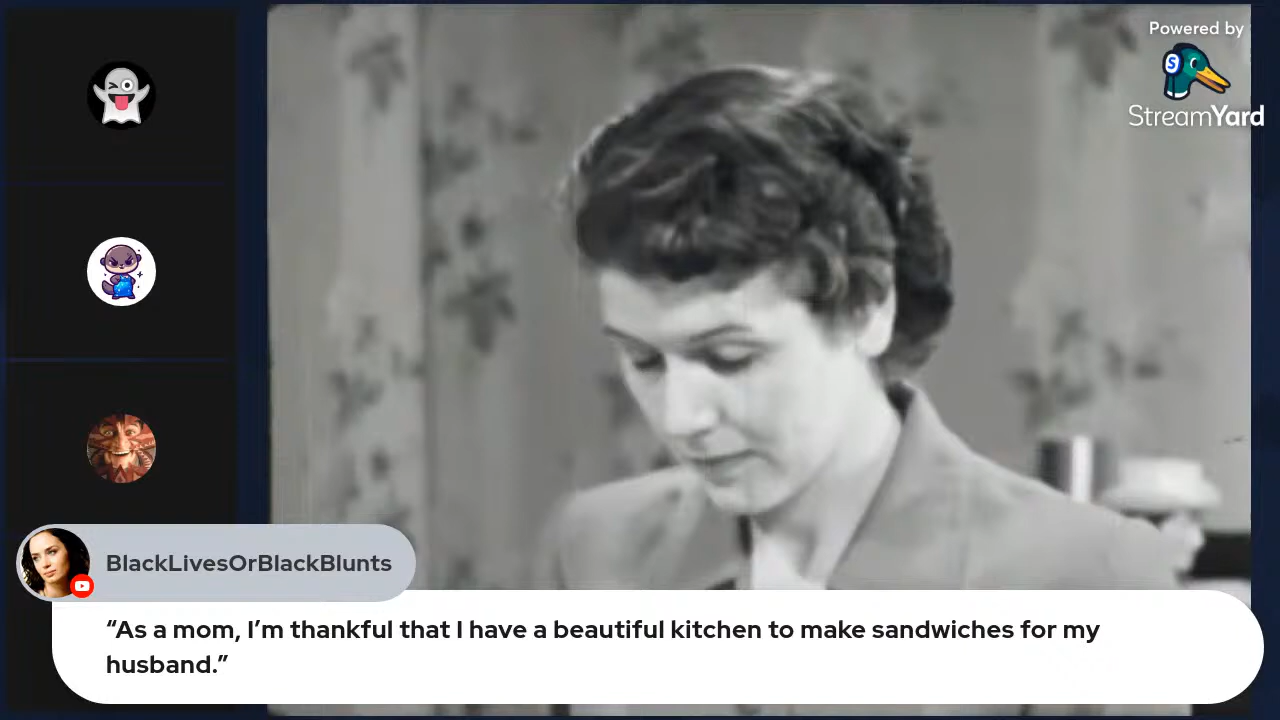 Powered by
S
StreamYard
BlackLivesOrBlackBlunts
“As a mom, I’m thankful that I have a beautiful kitchen to make sandwiches for my
husband.”